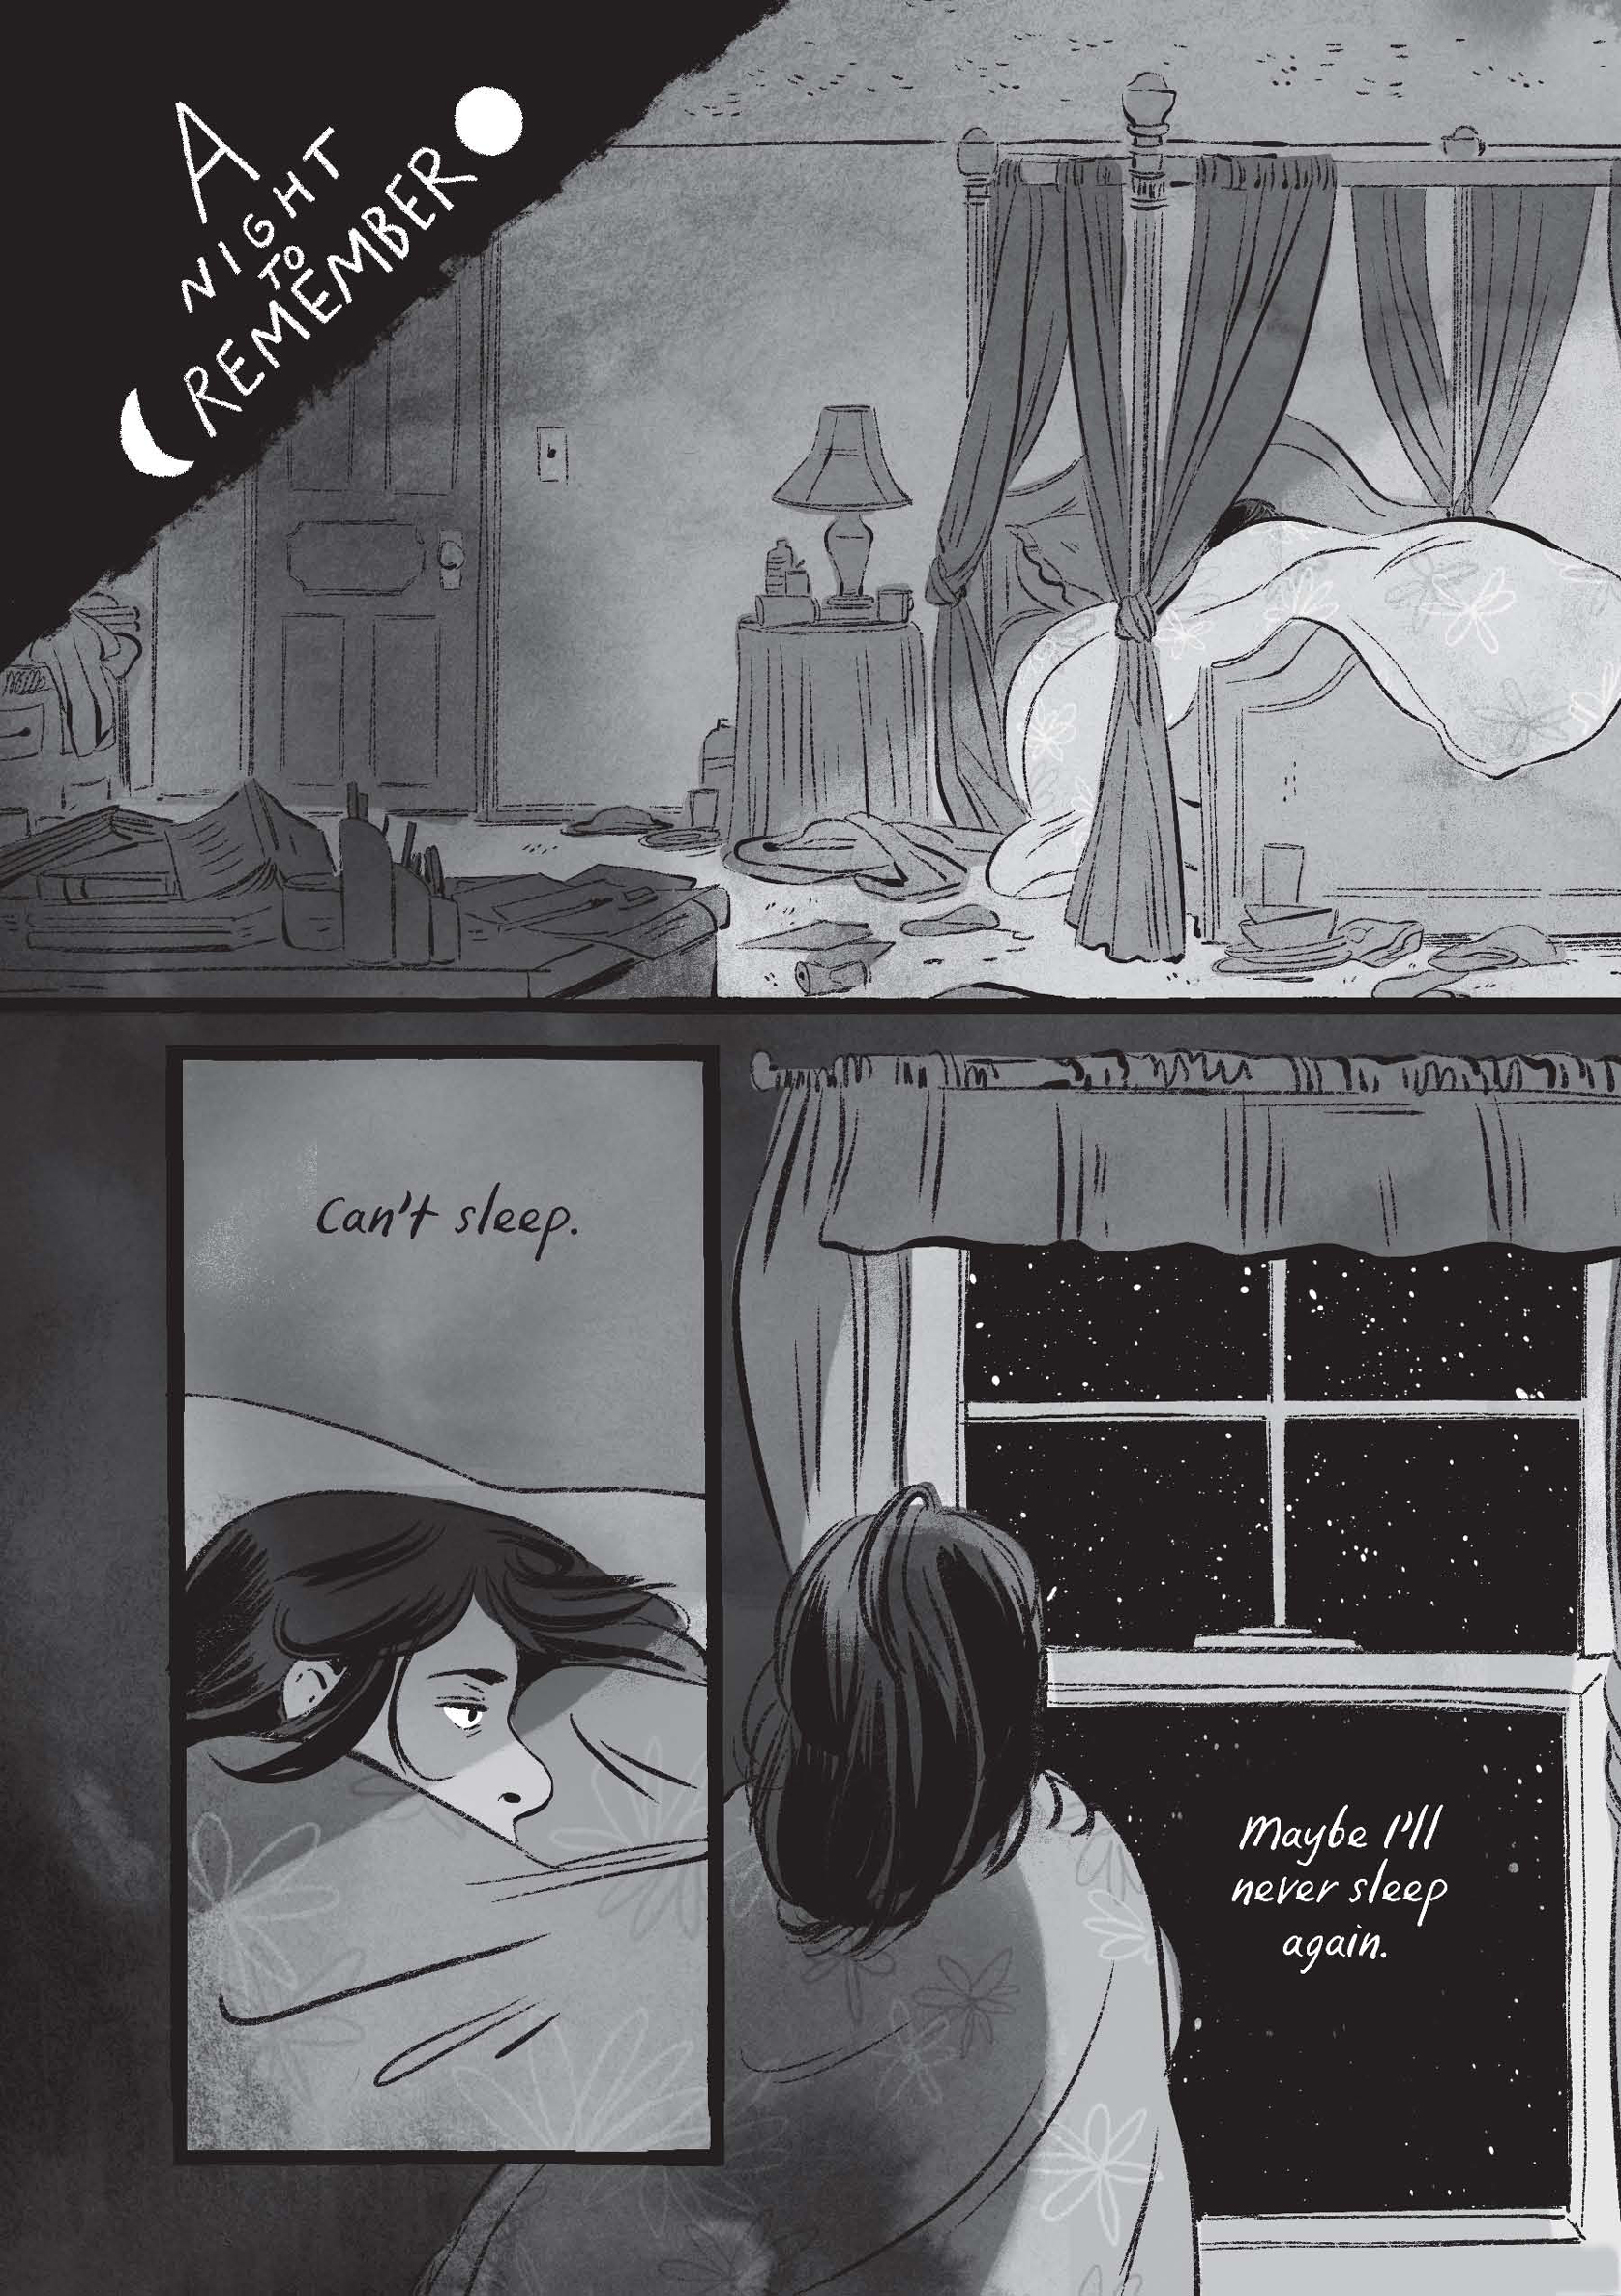 A
NIGHT
TO
REMEMBER
Can't sleep.
Maybe I'll
never sleep
again.